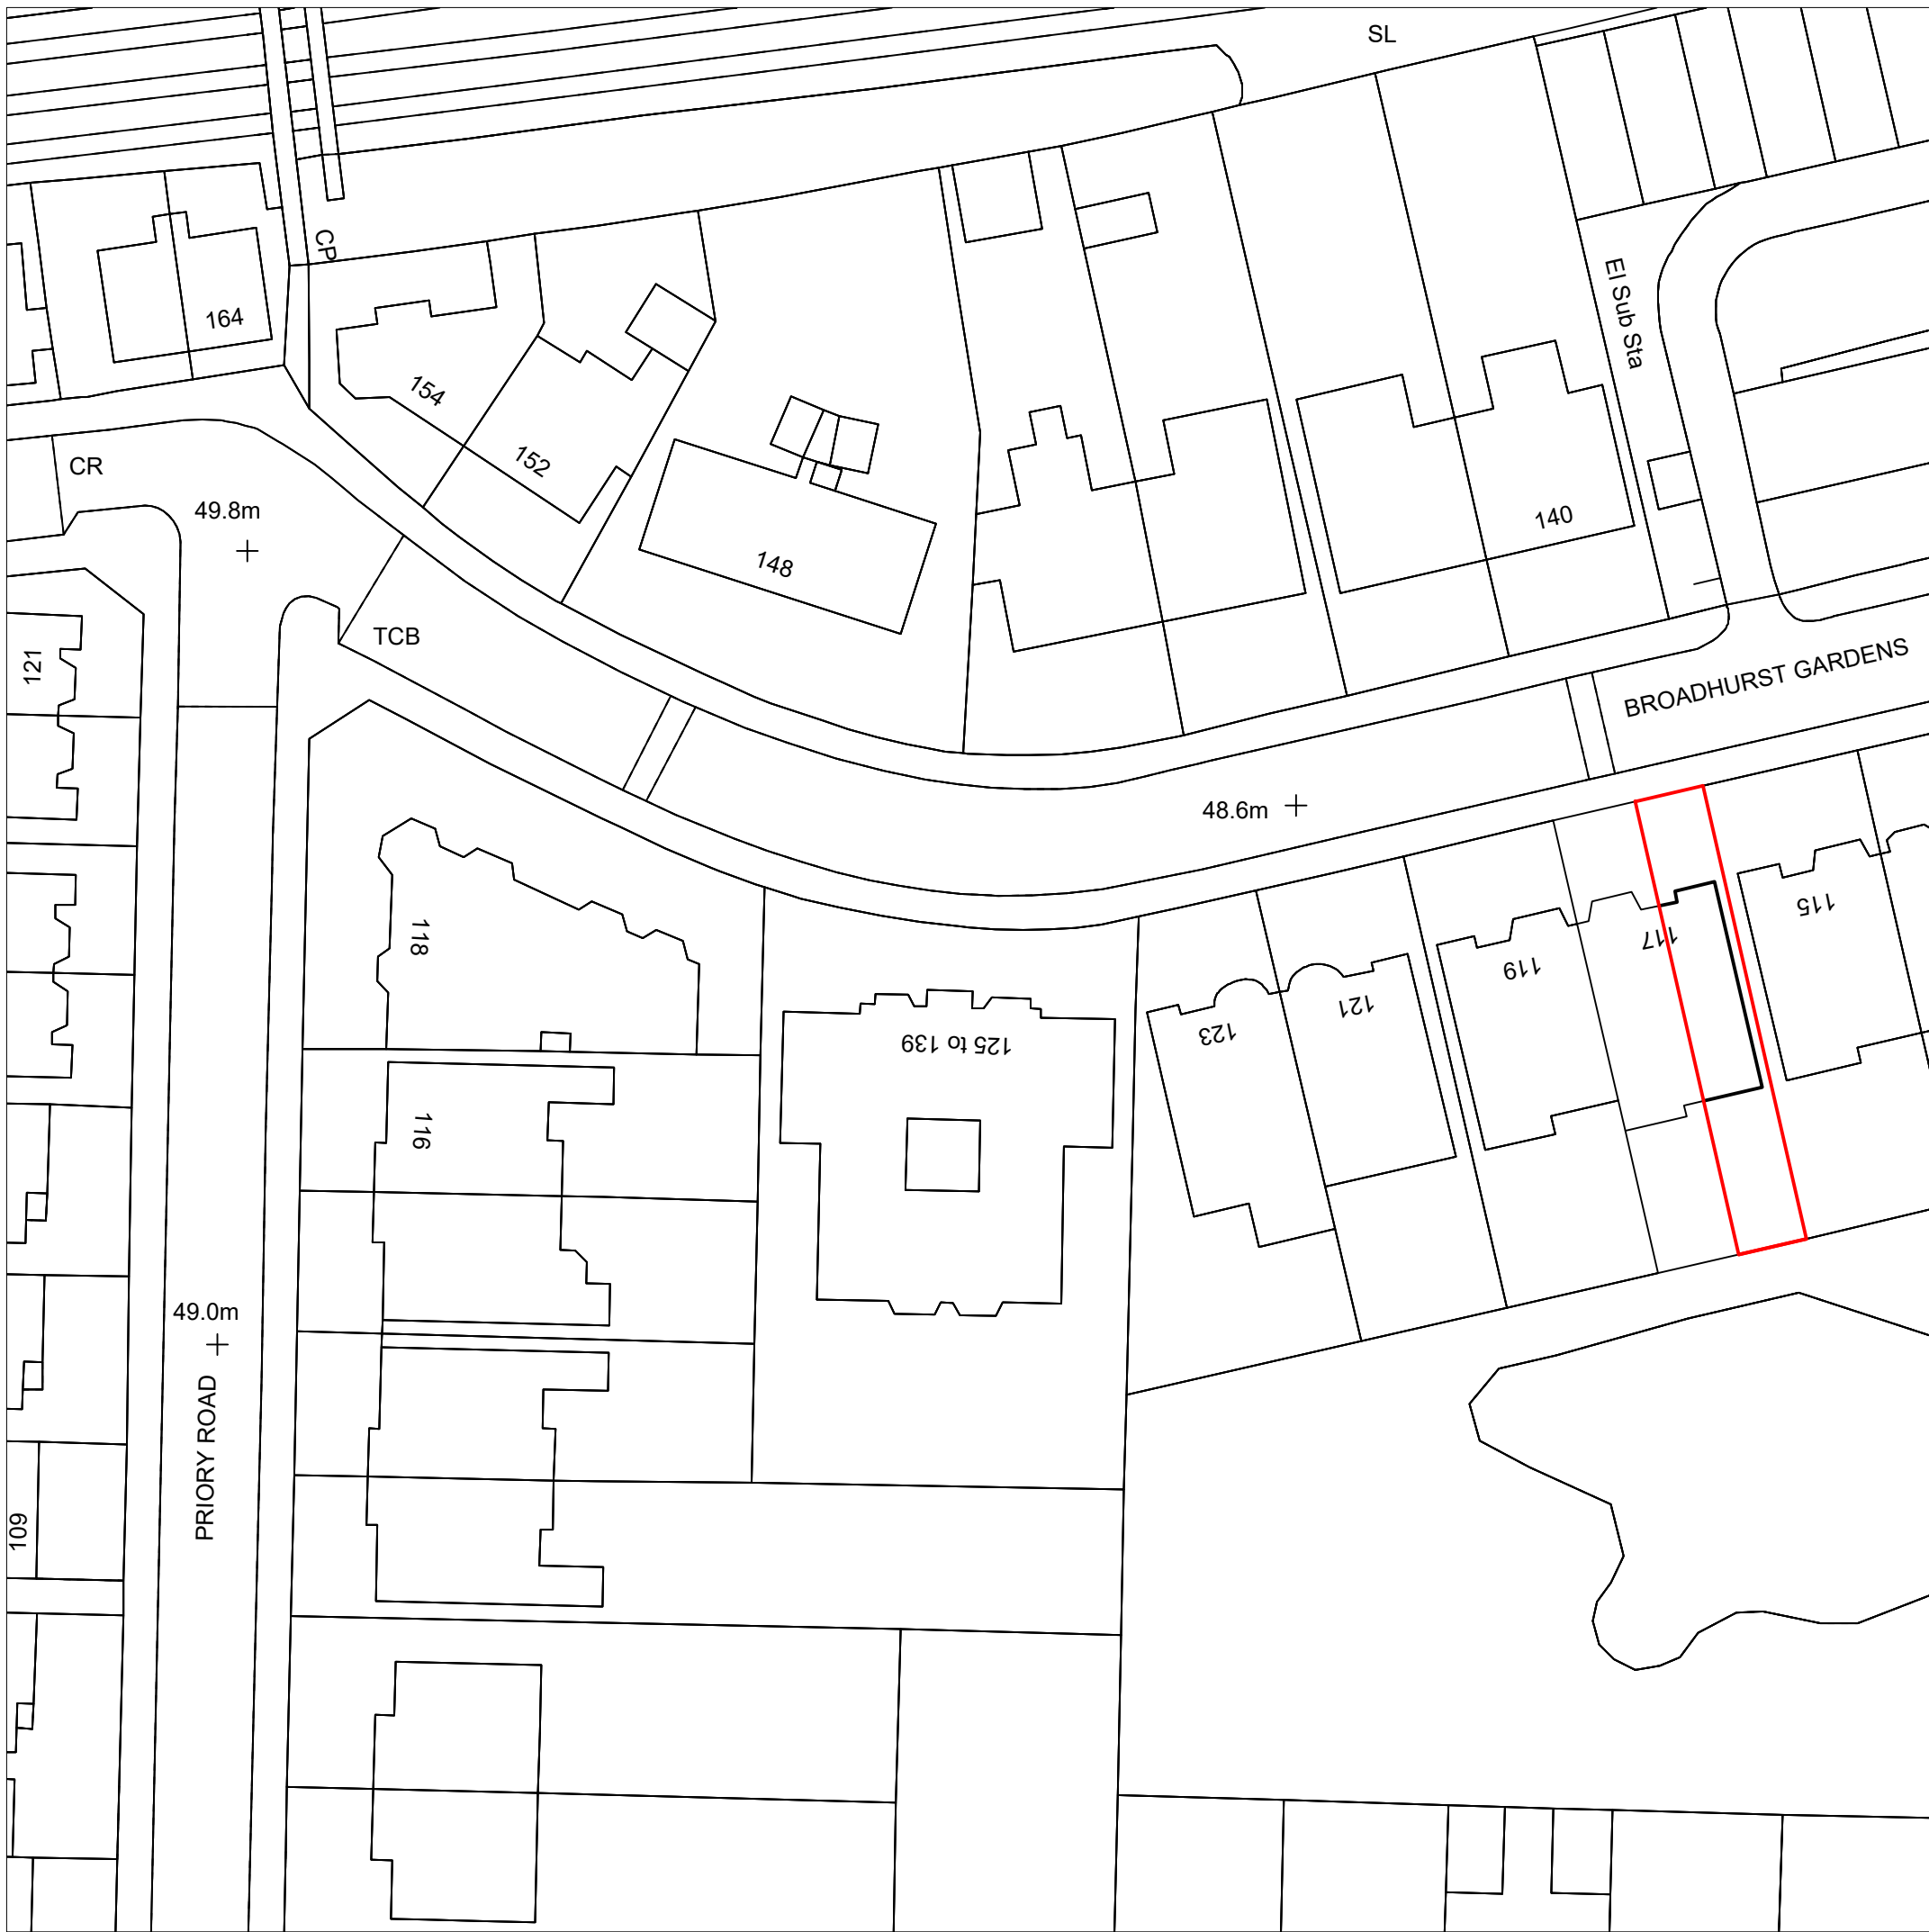 SL
CP
164
El Sub Sta
154
152
CR
49.8m
148
140
TCB
121
BROADHURST GARDENS
48.6m
118
115
117
119
121
123
125 to 139
116
49.0m
PRIORY ROAD
109